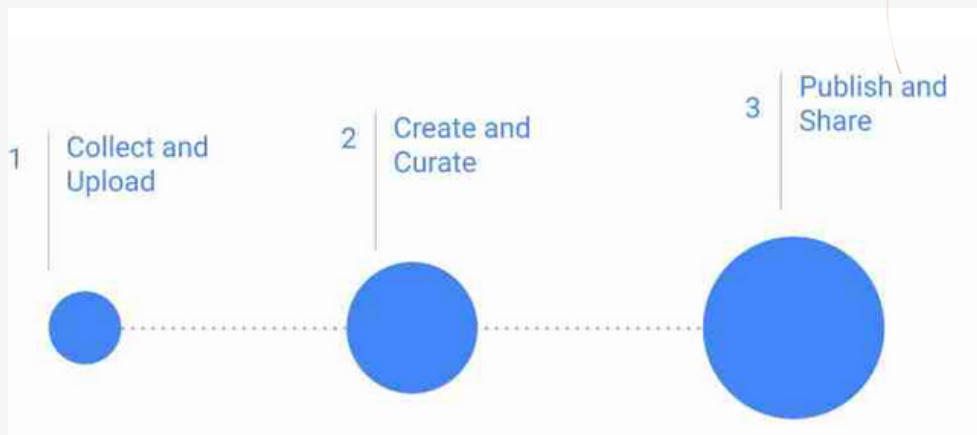 1
Collect and
Upload
2
Create and
Curate
3
Publish and
Share